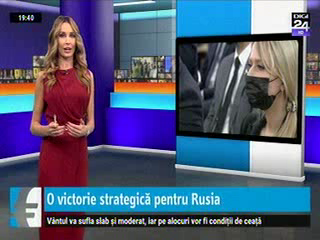 19:40
DIGI 24
HD
O victorie strategică pentru Rusia
Vântul va sufla slab și moderat, iar pe alocuri vor fi condiții de ceață